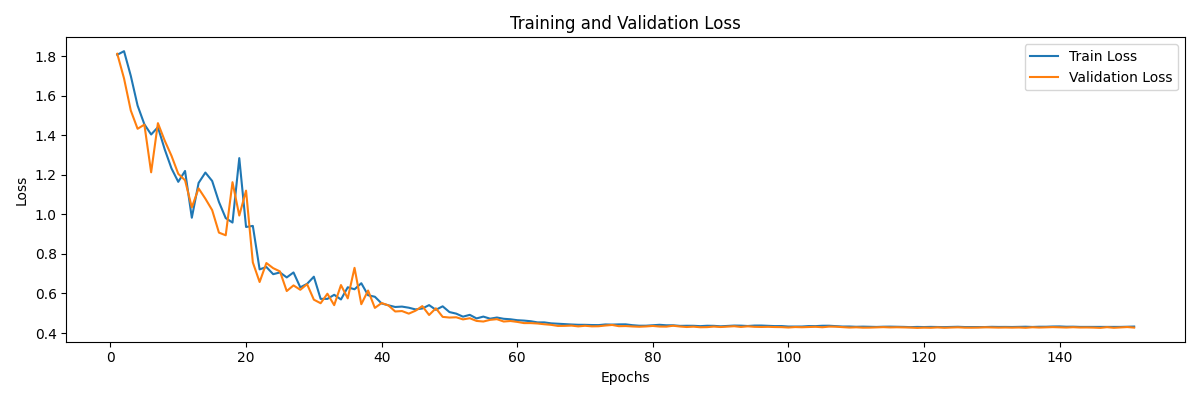 Training and Validation Loss
Train Loss
Validation Loss
1.8
1.6
1.4
1.2
1.0
0.8
0.6
0.4
Loss
0 20 40 60 80 100 120 140
Epochs